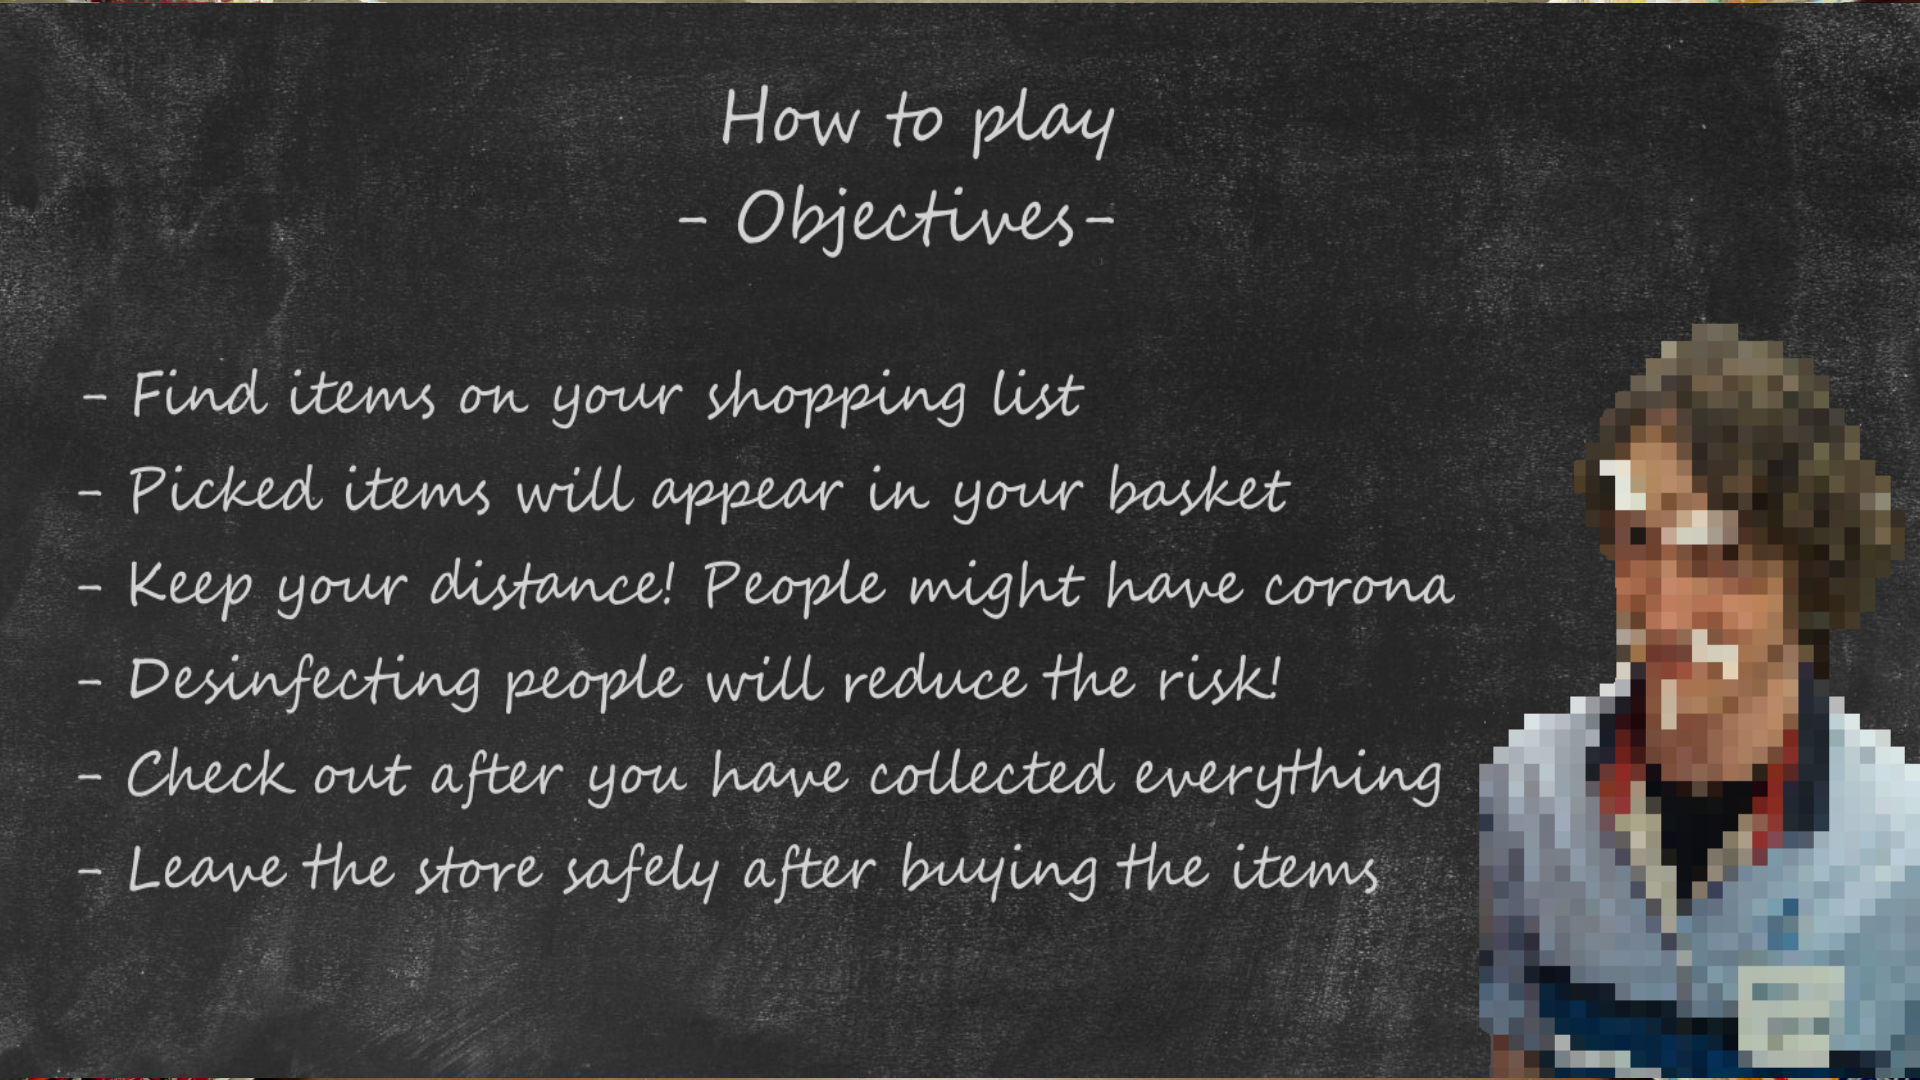 How to play
- Objectives-
- Find items on your shopping list
- Picked items will appear in your basket
- Keep your distance! People might have corona
- Desinfecting people will reduce the risk!
- Check out after you have collected everything
- Leave the store safely after buying the items